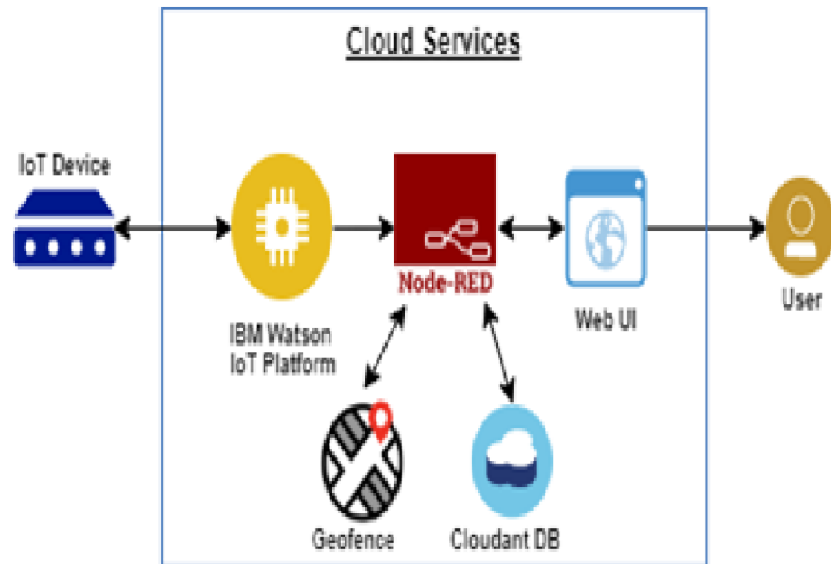 Cloud Services
IoT Device
Node-RED
IBM Watson
IoT Platform
Web UI
User
Geofence
Cloudant DB